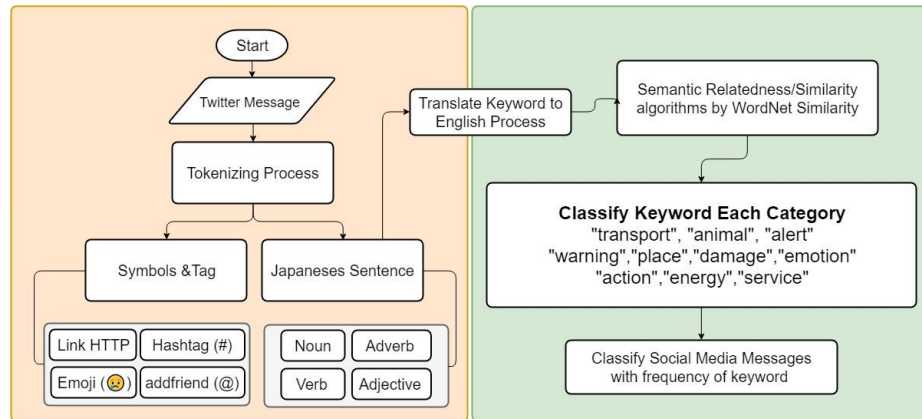 Start
Twitter Message
Tokenizing Process
Symbols &Tag
Japaneses Sentence
Link HTTP
Hashtag (#)
Emoji (😢)
addfriend (@)
Noun
Adverb
Verb
Adjective
Translate Keyword to
English Process
Semantic Relatedness/Similarity
algorithms by WordNet Similarity
Classify Keyword Each Category
"transport", "animal", "alert"
"warning","place","damage","emotion"
"action","energy","service"
Classify Social Media Messages
with frequency of keyword